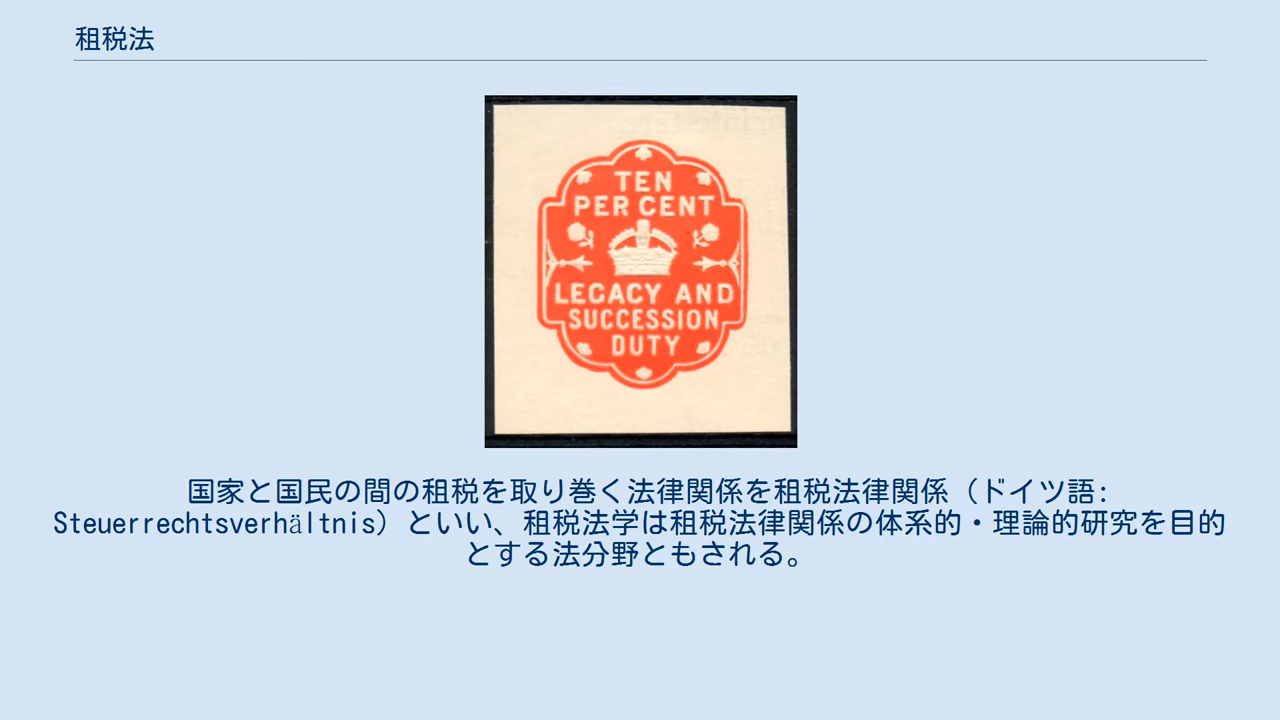 租税法
TEN
PER CENT
LEGACY AND
SUCCESSION
DUTY
国家と国民の間の租税を取り巻く法律関係を租税法律関係（ドイツ語:
Steuerrechtsverhältnis）といい、租税法学は租税法律関係の体系的・理論的研究を目的
とする法分野ともされる。